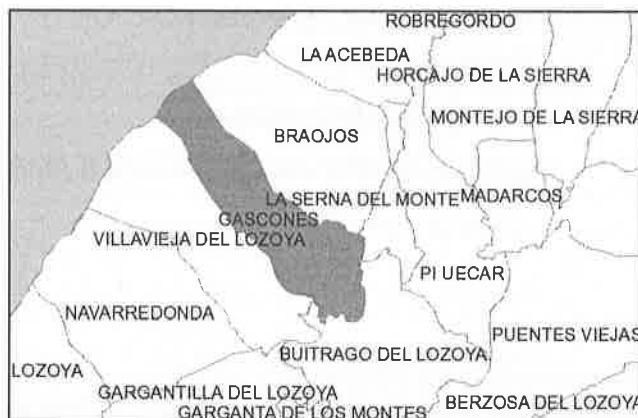 ROBREGORDO
LA ACEBEDA
HORCAJO DE LA SIERRA
MONTEJO DE LA SIERRA
BRAOJOS
LA SERNA DEL MONTE
MADARCOS
GASCONES
VILLAVIEJA DEL LOZOYA
PI UECAR
NAVARREDONDA
PUENTES VIEJAS
BUITRAGO DEL LOZOYA
LOZOYA
GARGANTILLA DEL LOZOYA
BERZOSA DEL LOZOYA
GARGANTA DE LOS MONTES